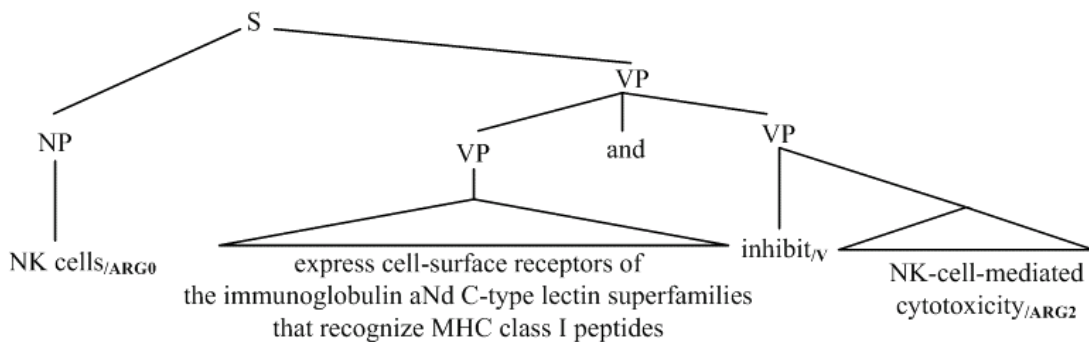 S
VP
NP
VP
and
VP
NK cells/ARG0
express cell-surface receptors of
the immunoglobulin aNd C-type lectin superfamilies
that recognize MHC class I peptides
inhibit/V
NK-cell-mediated
cytotoxicity/ARG2